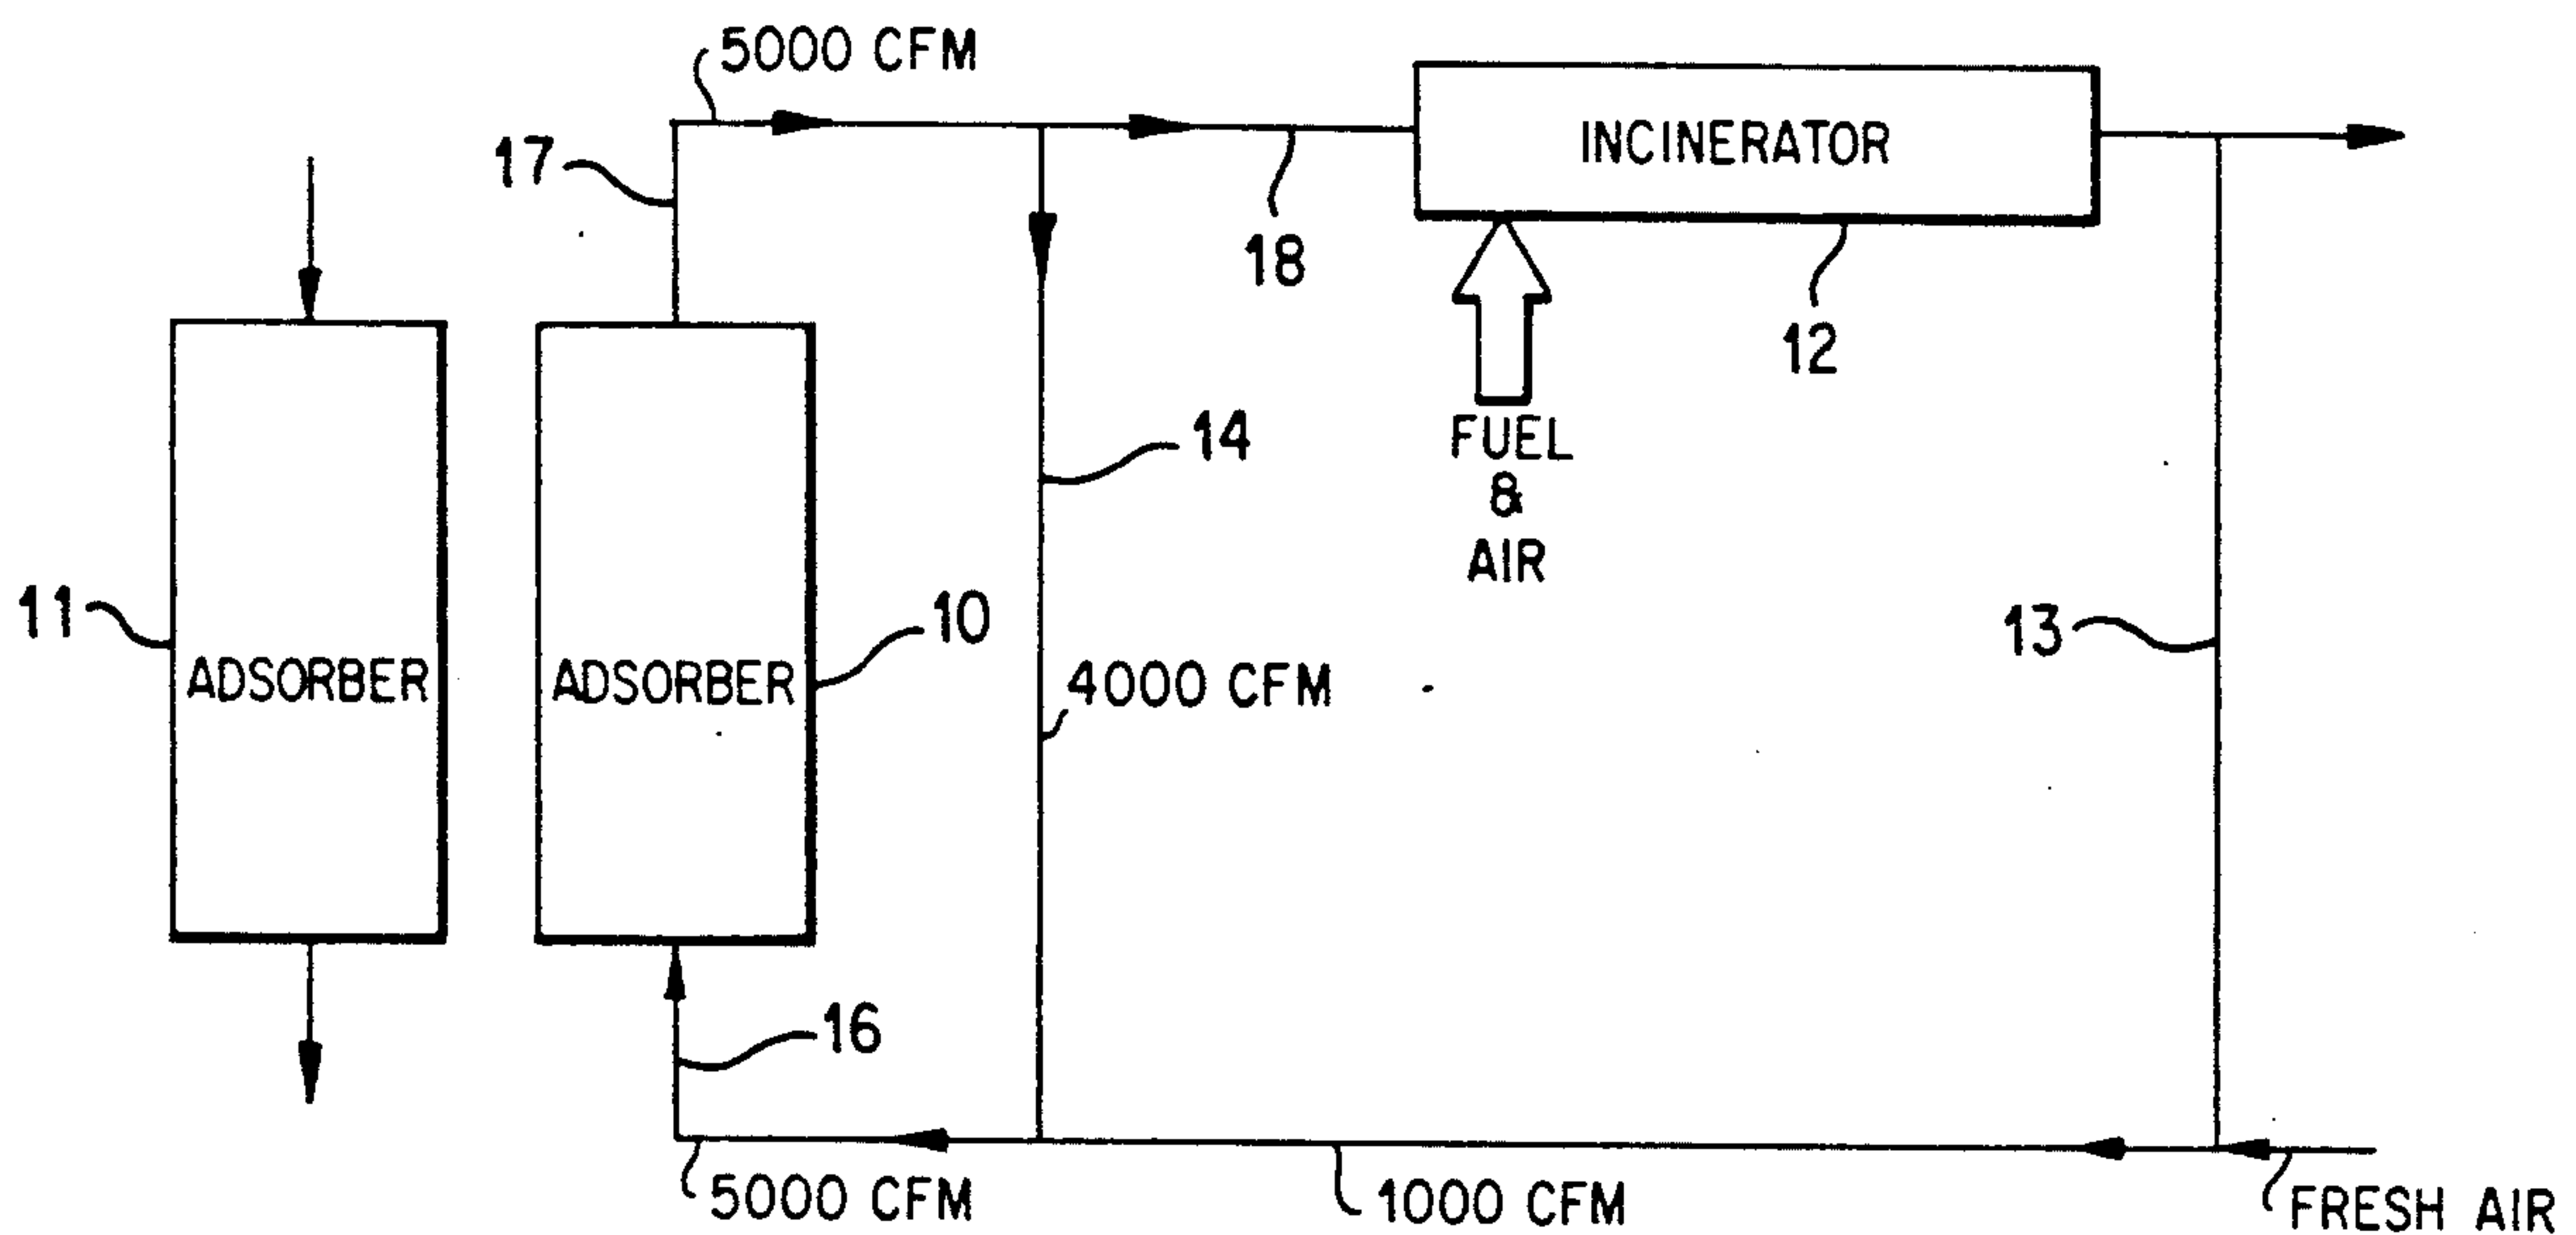 5000 CFM
INCINERATOR
17
18
12
FUEL
&
AIR
14
11
ADSORBER
ADSORBER
10
4000 CFM
13
16
5000 CFM
1000 CFM
FRESH AIR